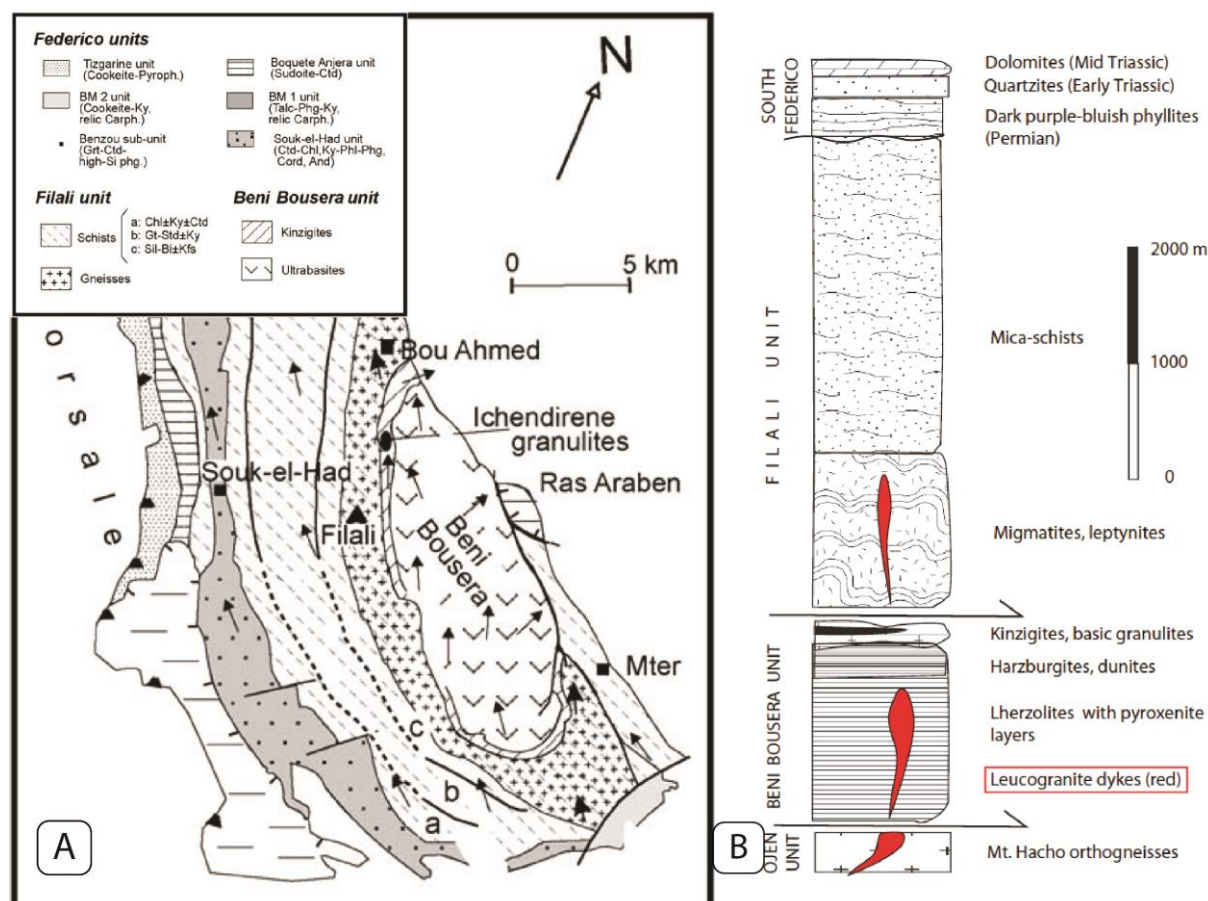 Federico units
Tizgarine unit
(Cookeite-Pyroph.)
Boquete Anjera unit
(Sudoite-Ctd)
BM 2 unit
(Cookeite-Ky,
relic Carph.)
BM 1 unit
(Talc-Phg-Ky,
relic Carph.)
Benzou sub-unit
(Grt-Ctd-
high-Si phg.)
Souk-el-Had unit
(Ctd-Chl,Ky-Phl-Phg,
Cord, And)
Filali unit
Beni Bousera unit
Schists
a: Chl±Ky±Ctd
b: Gt-Std±Ky
c: Sil-Bi±Kfs
Gneisses
Kinzigites
Ultrabasites
N
0 5 km
orsale
Bou Ahmed
Ichendirene
granulites
Souk-el-Had
Ras Araben
Filali
Beni
Bousera
Mter
c
b
a
A
SOUTH
FEDERICO
Dolomites (Mid Triassic)
Quartzites (Early Triassic)
Dark purple-bluish phyllites
(Permian)
FILALI UNIT
2000 m
1000
0
Mica-schists
Migmatites, leptynites
BENI BOUSERA UNIT
Kinzigites, basic granulites
Harzburgites, dunites
Lherzolites with pyroxenite
layers
Leucogranite dykes (red)
OJEN
UNIT
Mt. Hacho orthogneisses
B